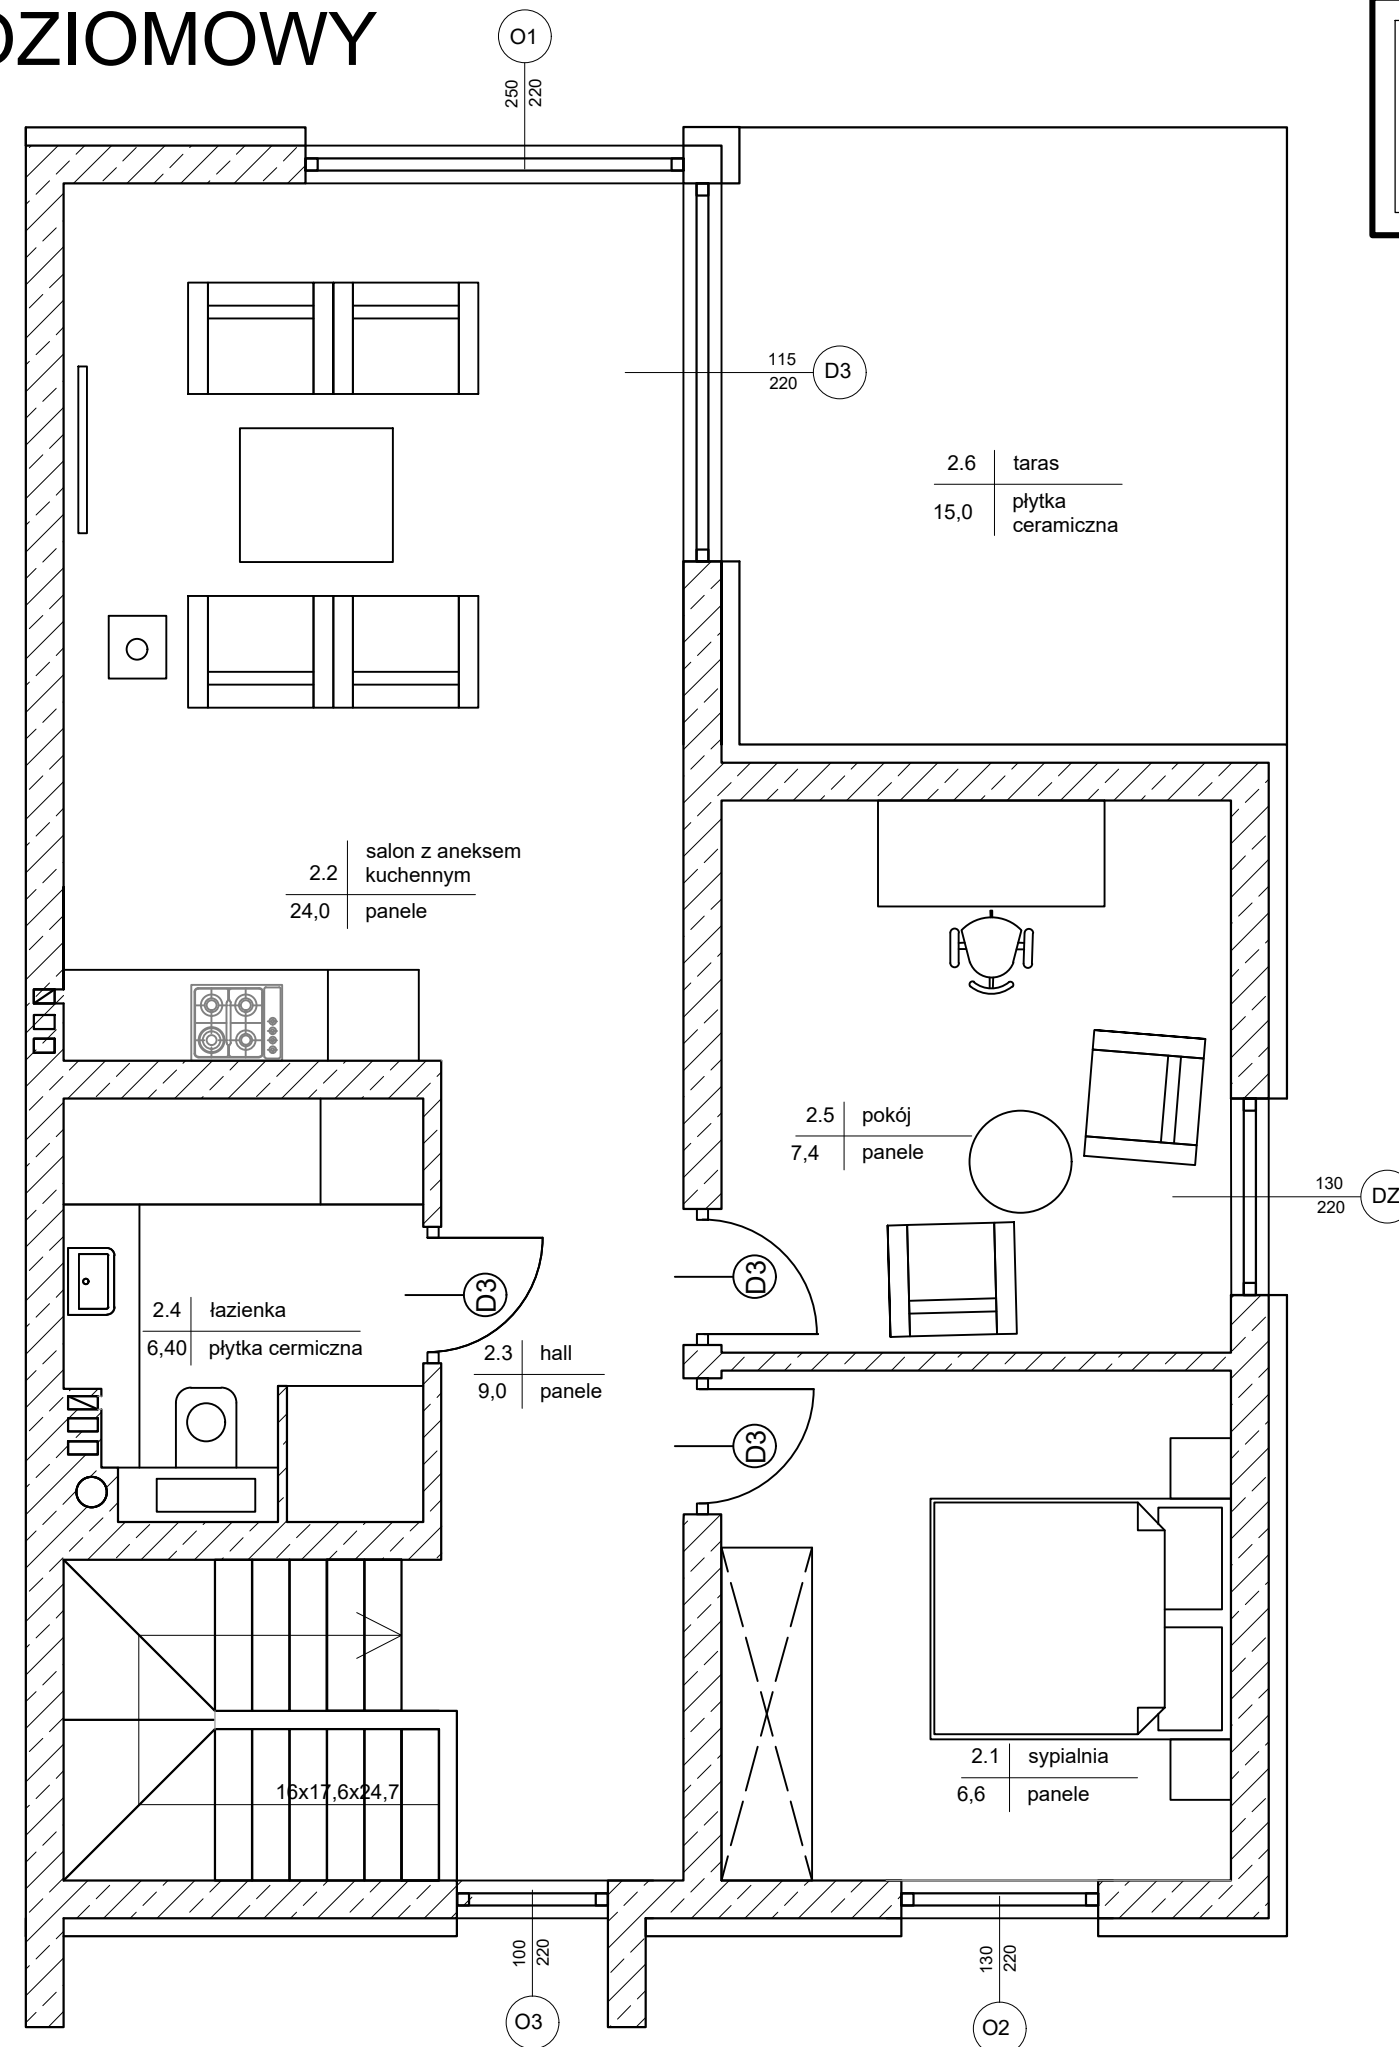 DZIOMOWY
O1
250
220
115
220
D3
2.6 taras
15,0 płytka
ceramiczna
salon z aneksem
2.2 kuchennym
24,0 panele
2.5 pokój
7,4 panele
130
220
DZ
D3
D3
2.4 łazienka
6,40 płytka cermiczna
2.3 hall
9,0 panele
D3
2.1 sypialnia
6,6 panele
16x17,6x24,7
100
220
130
220
O3
O2